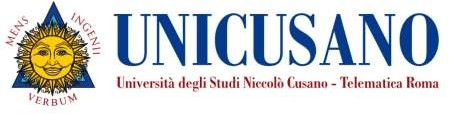 MENS INGENII
VERBUM
UNICUSANO
Università degli Studi Niccolò Cusano - Telematica Roma